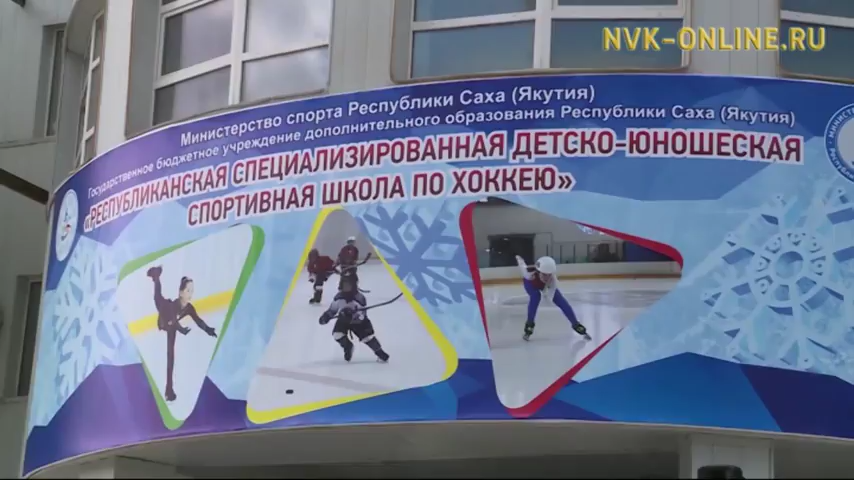 NVK-ONLINE.RU
Министерство спорта Республики Саха (Якутия)
Государственное бюджетное учреждение дополнительного образования Республики Саха (Якутия)
«РЕСПУБЛИКАНСКАЯ СПЕЦИАЛИЗИРОВАННАЯ ДЕТСКО-ЮНОШЕСКАЯ
СПОРТИВНАЯ ШКОЛА ПО ХОККЕЮ»